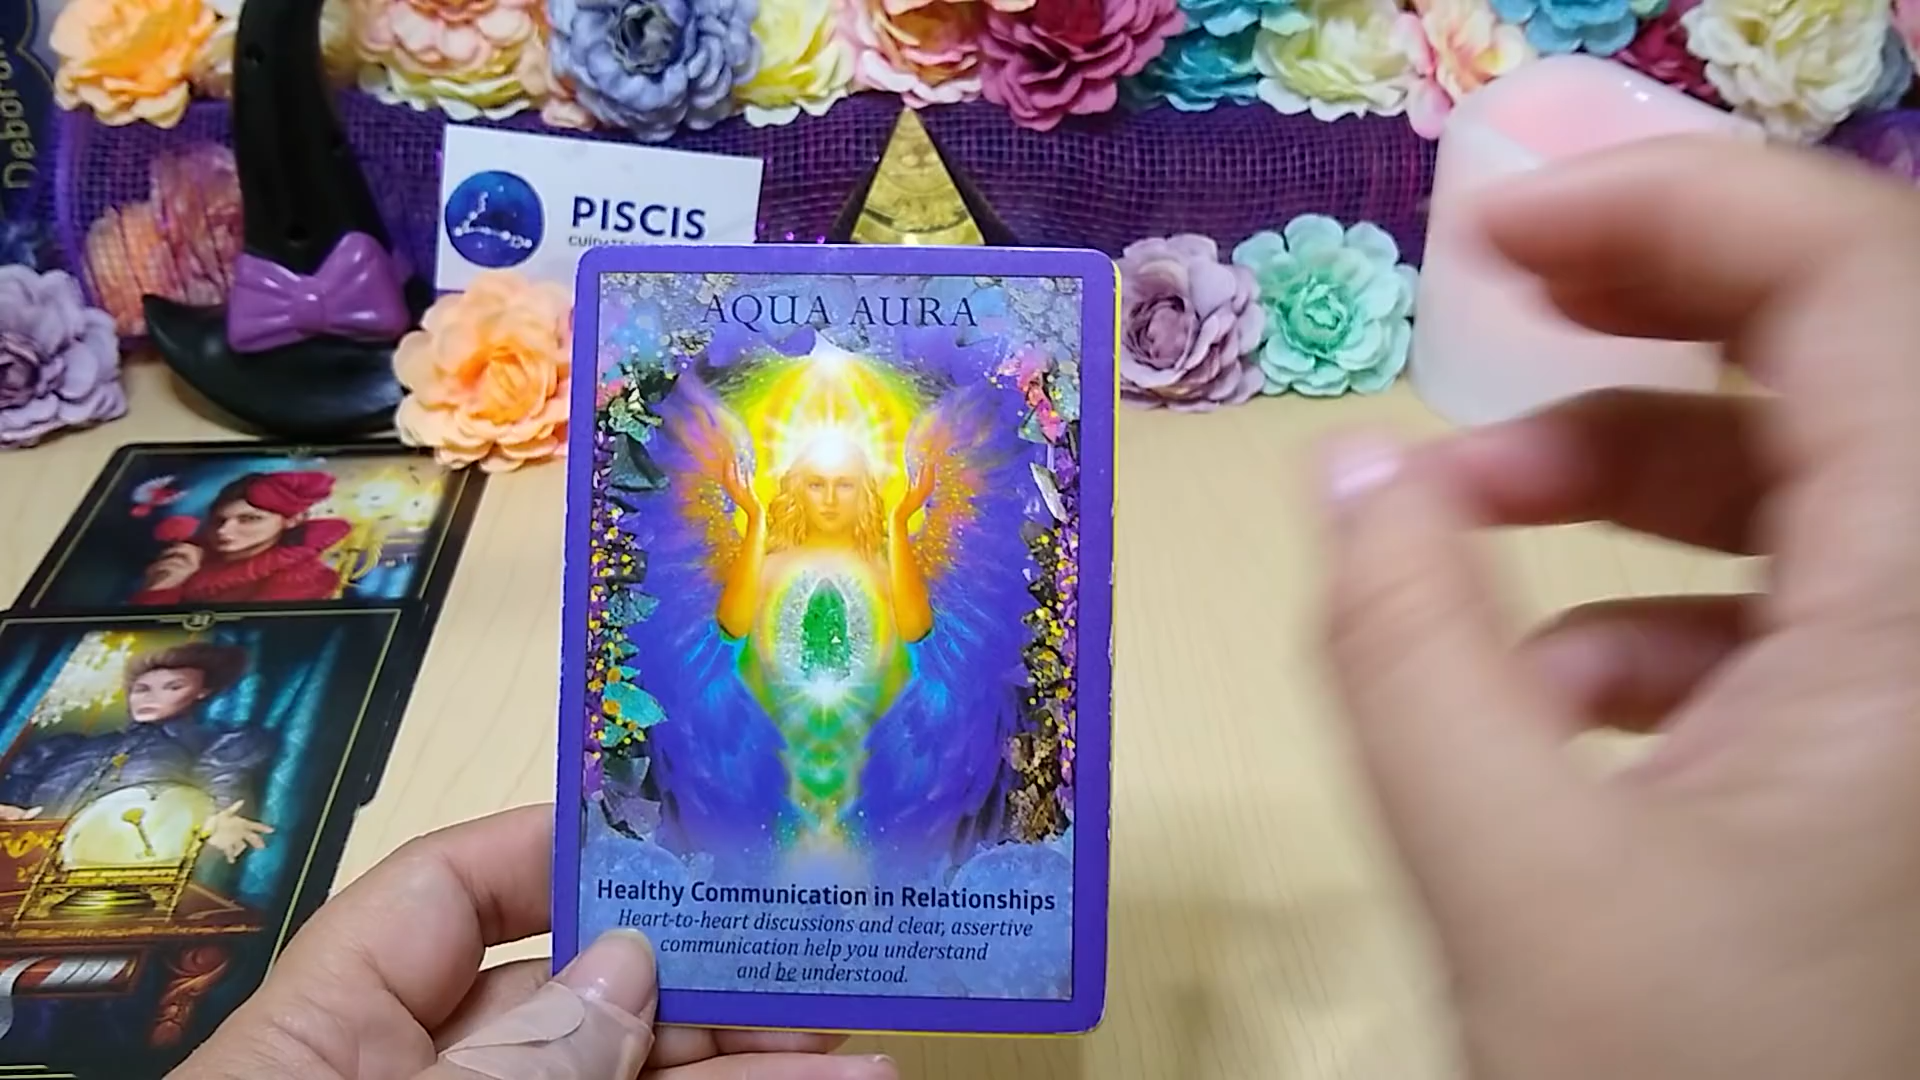 Deborah
PISCIS
AQUA AURA
Healthy Communication in Relationships
Heart-to-heart discussions and clear, assertive
communication help you understand
and be understood.